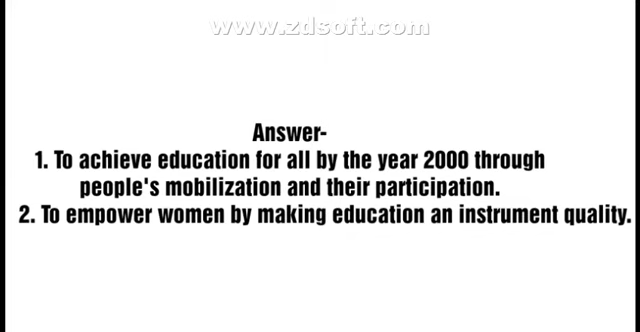 www.zdsoft.com
Answer-
1. To achieve education for all by the year 2000 through
people's mobilization and their participation.
2. To empower women by making education an instrument quality.